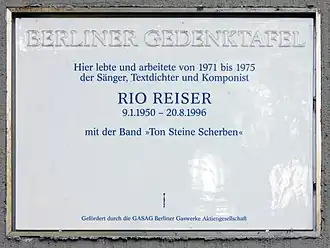 BERLINER GEDENKTAFEL
Hier lebte und arbeitete von 1971 bis 1975
der Sänger, Textdichter und Komponist
RIO REISER
9.1.1950 – 20.8.1996
mit der Band »Ton Steine Scherben«
Gefördert durch die GASAG Berliner Gaswerke Aktiengesellschaft